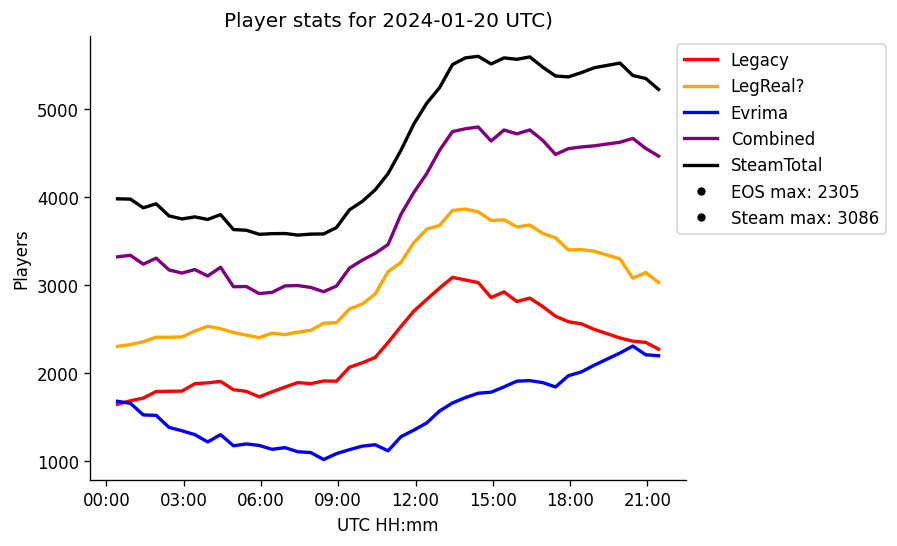 Player stats for 2024-01-20 UTC)
Legacy
LegReal?
Evrima
Combined
SteamTotal
EOS max: 2305
Steam max: 3086
Players
5000
4000
3000
2000
1000
00:00 03:00 06:00 09:00 12:00 15:00 18:00 21:00
UTC HH:mm